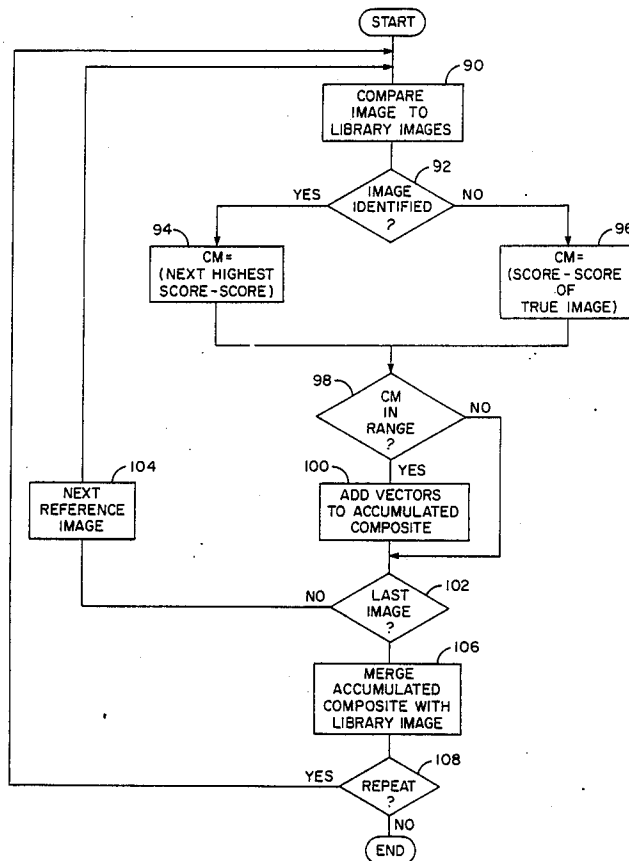 START
90
COMPARE
IMAGE TO
LIBRARY IMAGES
92
YES
IMAGE
IDENTIFIED
?
NO
94
CM=
(NEXT HIGHEST
SCORE-SCORE)
96
CM=
(SCORE-SCORE
OF
TRUE IMAGE)
98
CM
IN
RANGE
?
NO
YES
100
ADD VECTORS
TO ACCUMULATED
COMPOSITE
104
NEXT
REFERENCE
IMAGE
NO
LAST
IMAGE
?
102
106
MERGE
ACCUMULATED
COMPOSITE WITH
LIBRARY IMAGE
YES
REPEAT
?
108
NO
END